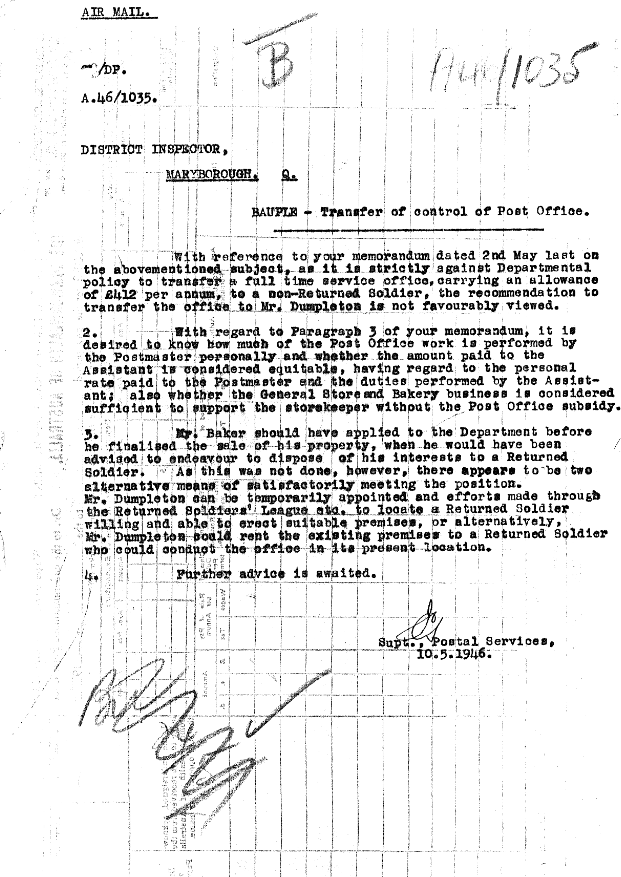 AIR MAIL.
B
/1035
/DP.
A.46/1035.
DISTRICT INSPECTOR,
MARYBOROUGH. Q.
BAUPLE - Transfer of control of Post Office.
With reference to your memorandum dated 2nd May last on
the abovementioned subject, as it is strictly against Departmental
policy to transfer a full time service office, carrying an allowance
of £412 per annum, to a non-Returned Soldier, the recommendation to
transfer the office to Mr. Dumpleton is not favourably viewed.
2. With regard to Paragraph 3 of your memorandum, it is
desired to know how much of the Post Office work is performed by
the Postmaster personally and whether the amount paid to the
Assistant is considered equitable, having regard to the personal
rate paid to the Postmaster and the duties performed by the Assist-
ant; also whether the General Store and Bakery business is considered
sufficient to support the storekeeper without the Post Office subsidy.
3. Mr. Baker should have applied to the Department before
he finalised the sale of his property, when he would have been
advised to endeavour to dispose of his interests to a Returned
Soldier. As this was not done, however, there appears to be two
alternative means of satisfactorily meeting the position.
Mr. Dumpleton can be temporarily appointed and efforts made through
the Returned Soldiers' League etc. to locate a Returned Soldier
willing and able to erect suitable premises, or alternatively,
Mr. Dumpleton could rent the existing premises to a Returned Soldier
who could conduct the office in its present location.
4. Further advice is awaited.
Supt., Postal Services,
10.5.1946.